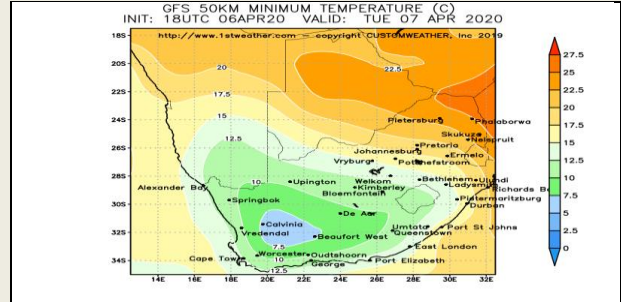 GFS 50KM MINIMUM TEMPERATURE (C)
INIT: 18UTC 06APR20 VALID: TUE 07 APR 2020
http://www.1stweather.com — copyright CUSTOMWEATHER, Inc 2019
18S
20S
22S
24S
26S
28S
30S
32S
34S
22.5
20
17.5
15
12.5
10
7.5
10
12.5
Pietersburg
Phalaborwa
Skukuza
Nelspruit
Pretoria
Johannesburg
Ermelo
Vryburg
Potchefstroom
Welkom
Bethlehem
Ulundi
Upington
Kimberley
Ladysmith
Alexander Bay
Bloemfontein
Richards B
Springbok
Pietermaritzburg
Durban
De Aar
Calvinia
Umtata
Port St Johns
Vredendal
Beaufort West
Queenstown
East London
Cape Town
Worcester
Oudtshoorn
George
Port Elizabeth
14E 16E 18E 20E 22E 24E 26E 28E 30E 32E
27.5
25
22.5
20
17.5
15
12.5
10
7.5
5
2.5
0